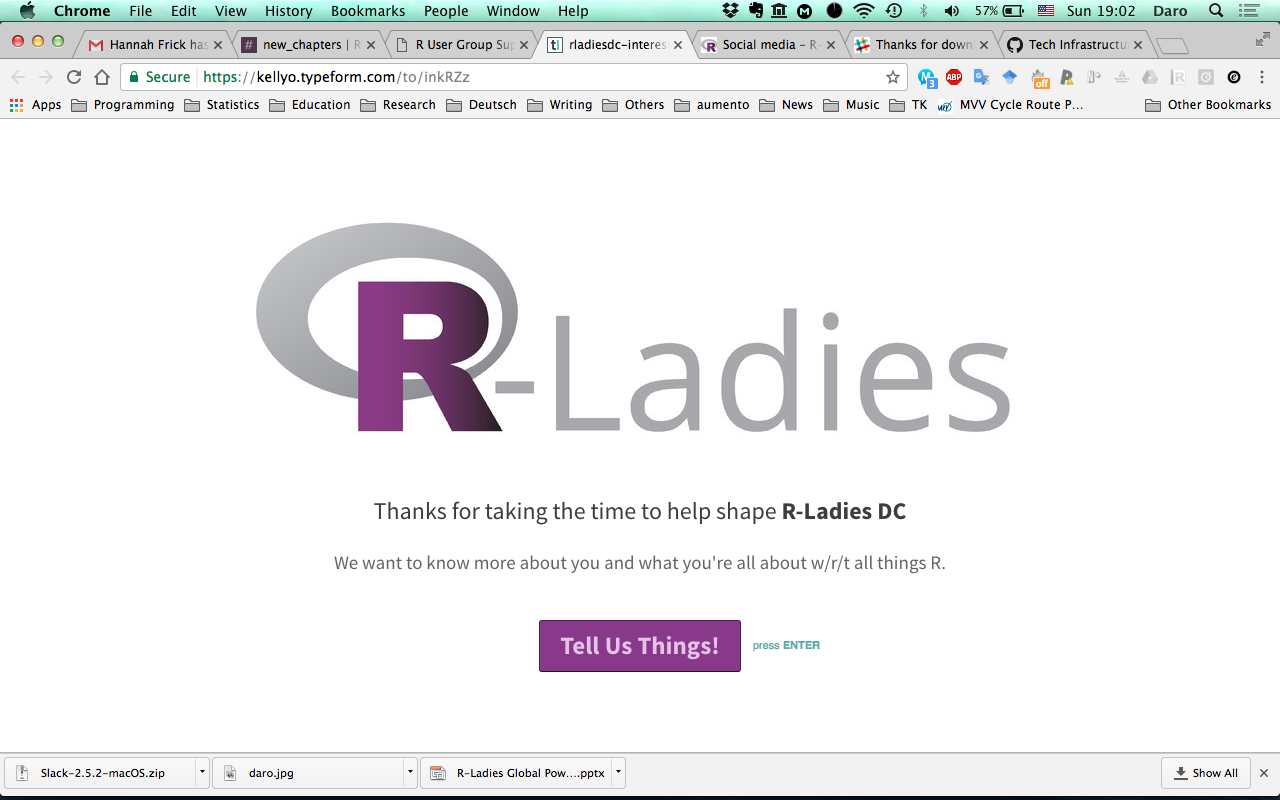 Chrome File Edit View History Bookmarks People Window Help 57% Sun 19:02 Daro
Hannah Frick has new_chapters | R R User Group Sup rladiesdc-interes Social media – R- Thanks for down Tech Infrastructu
Secure https://kellyo.typeform.com/to/inkRZz ABP 3 off
Apps Programming Statistics Education Research Deutsch Writing Others aumento News Music TK MVV Cycle Route P... Other Bookmarks
R-Ladies
Thanks for taking the time to help shape R-Ladies DC
We want to know more about you and what you're all about w/r/t all things R.
Tell Us Things! press ENTER
Slack-2.5.2-macOS.zip daro.jpg R-Ladies Global Pow....pptx Show All